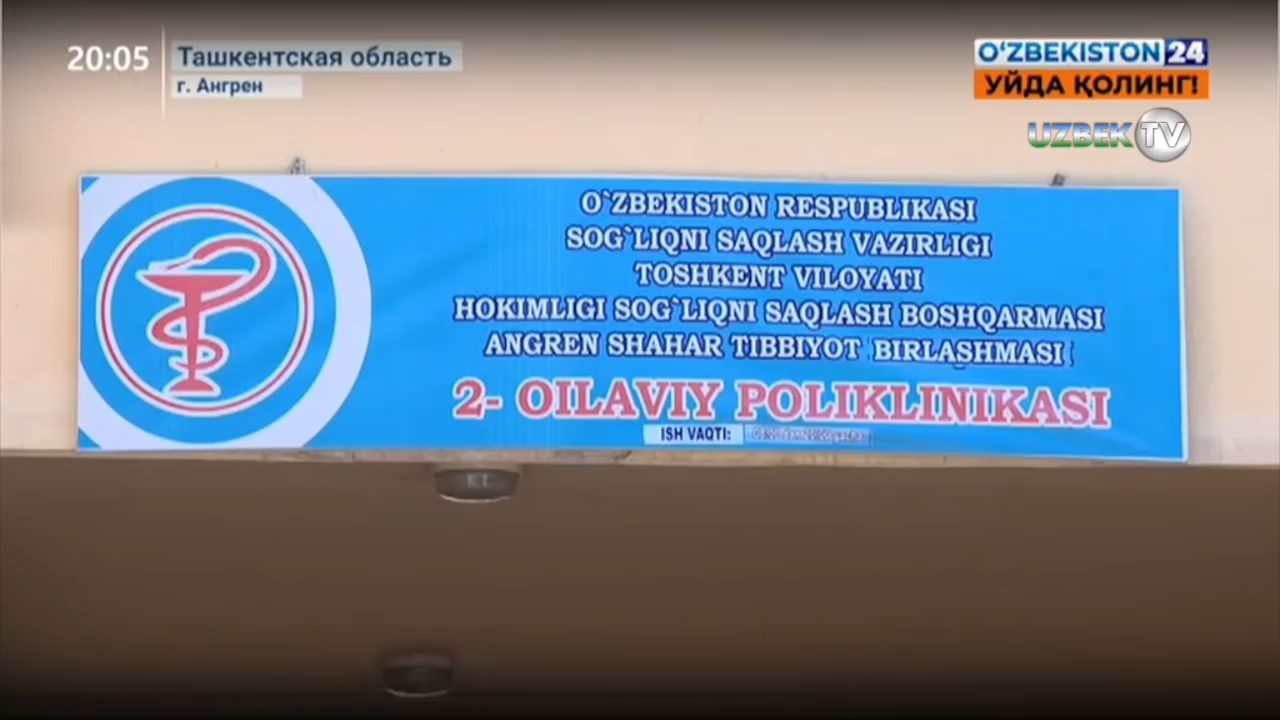 20:05
Ташкентская область
г. Ангрен
O‘ZBEKISTON 24
УЙДА ҚОЛИНГ!
UZBEK TV
O`ZBEKISTON RESPUBLIKASI
SOG`LIQNI SAQLASH VAZIRLIGI
TOSHKENT VILOYATI
HOKIMLIGI SOG`LIQNI SAQLASH BOSHQARMASI
ANGREN SHAHAR TIBBIYOT BIRLASHMASI
2- OILAVIY POLIKLINIKASI
ISH VAQTI: